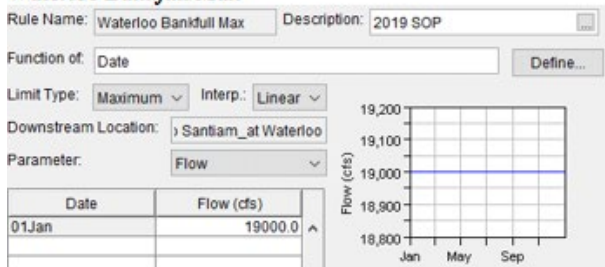 Rule Name: Waterloo Bankfull Max Description: 2019 SOP ...
Function of: Date Define...
Limit Type: Maximum Interp.: Linear
Downstream Location: Santiam_at Waterloo
Parameter: Flow
Date Flow (cfs)
01Jan 19000.0
Flow (cfs)
19,200
19,100
19,000
18,900
18,800
Jan May Sep